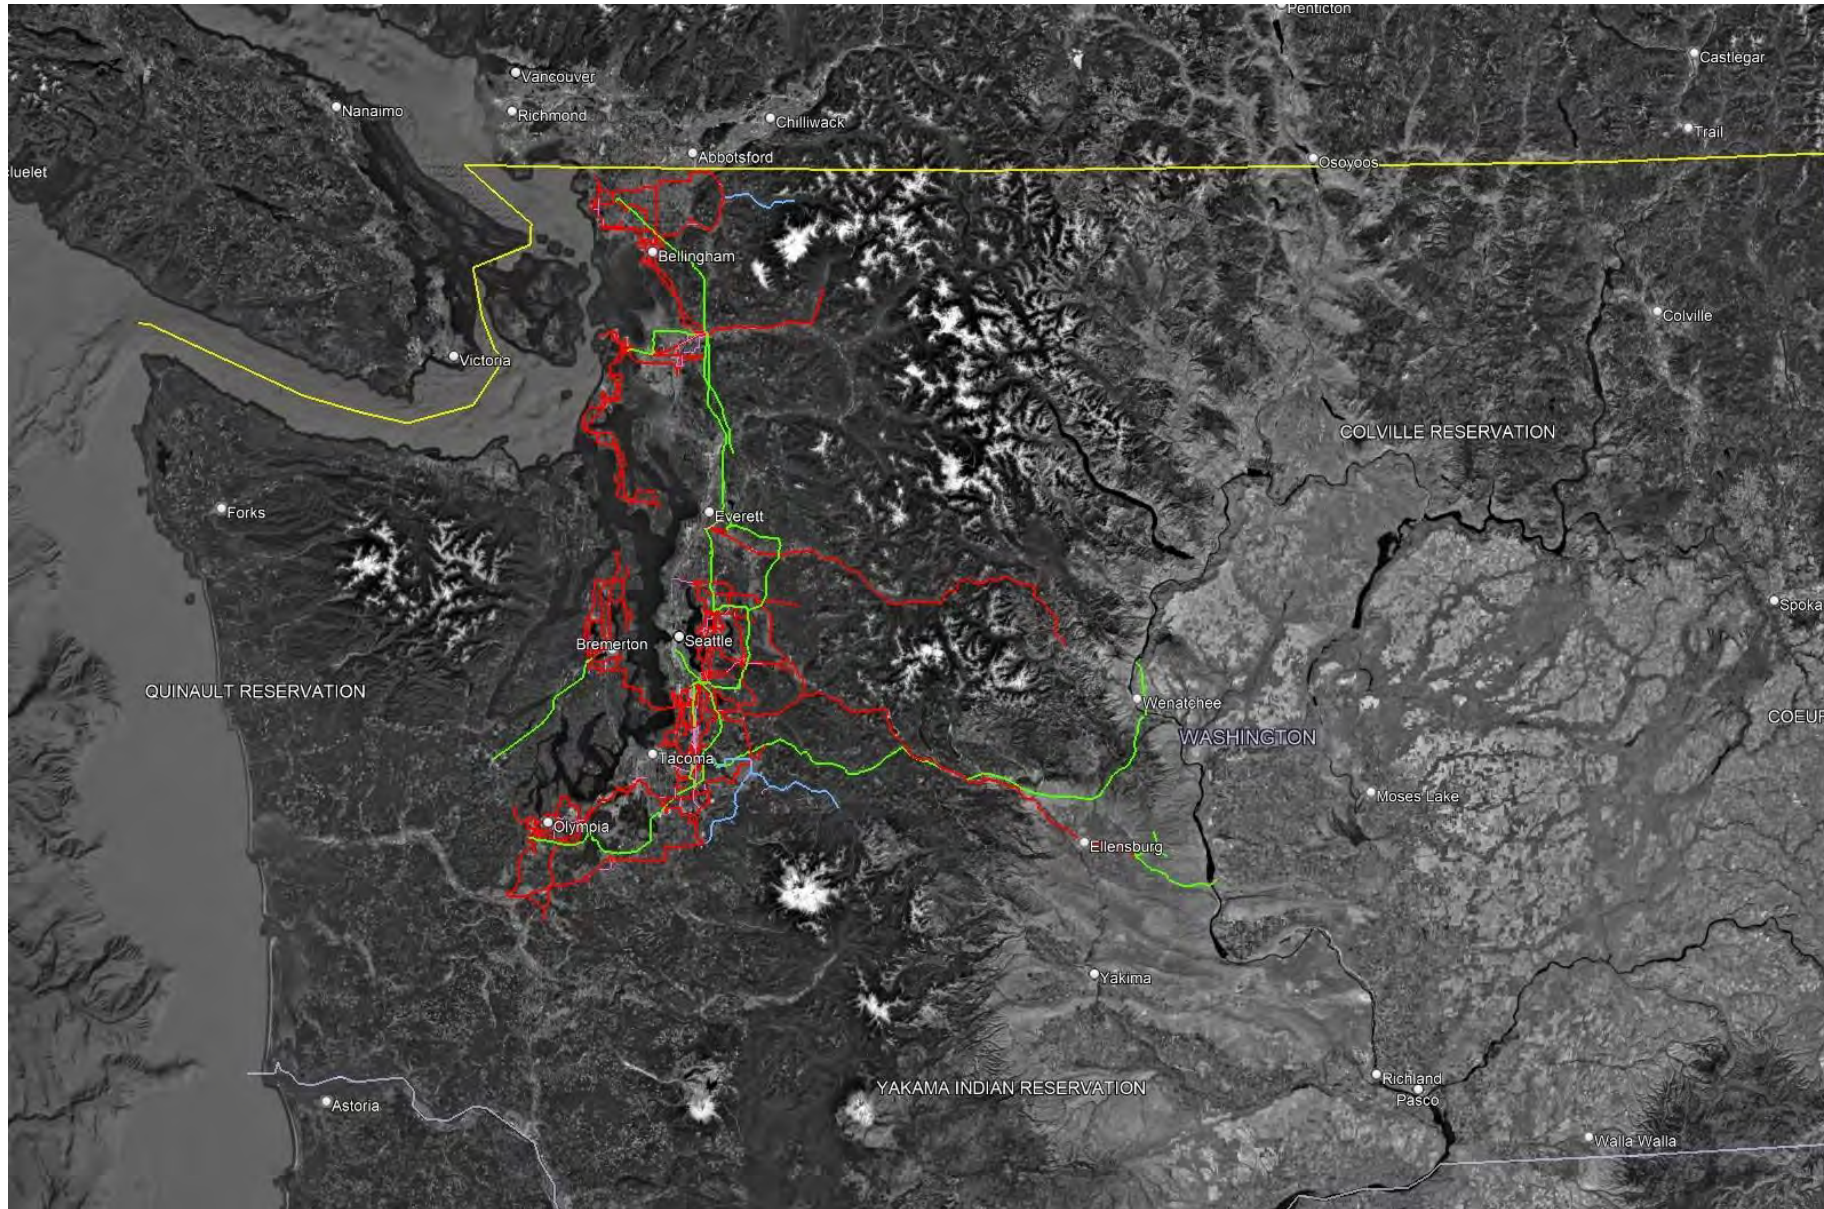 Penticton
Castlegar
Vancouver
Nanaimo
Richmond
Chilliwack
Trail
Abbotsford
Osoyoos
cluelet
Bellingham
Colville
Victoria
COLVILLE RESERVATION
Forks
Everett
Spoka
Seattle
Bremerton
QUINAULT RESERVATION
Wenatchee
COEUR
WASHINGTON
Tacoma
Moses Lake
Olympia
Ellensburg
Yakima
Richland
YAKAMA INDIAN RESERVATION
Pasco
Astoria
Walla Walla